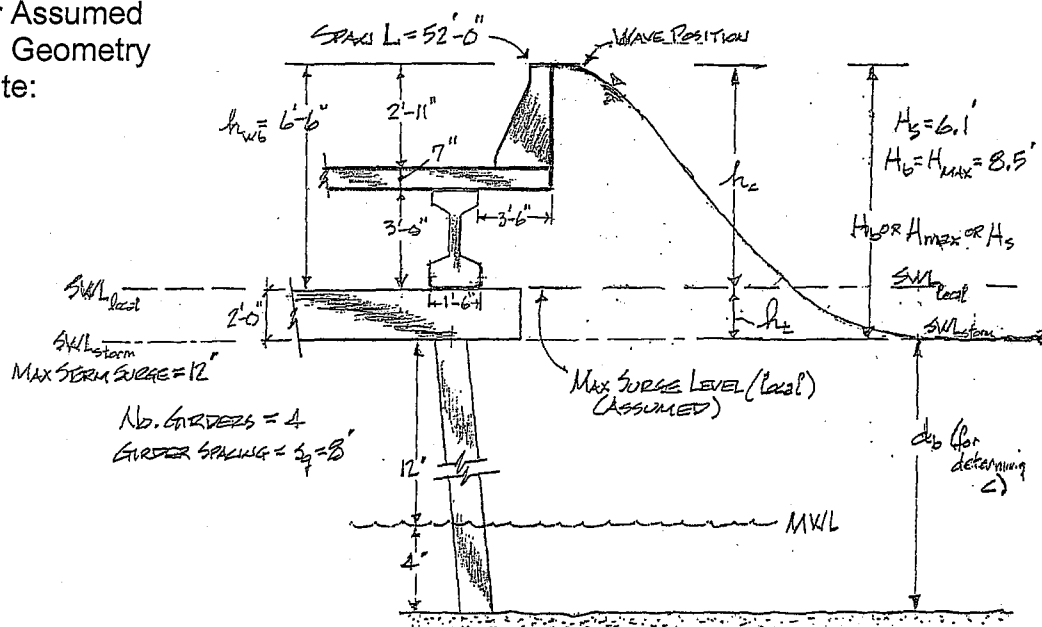 r Assumed
Geometry
te:
SPAN L = 52'-0"
WAVE POSITION
h_wb = 6'-6"
2'-11"
7"
3'-0"
3'-6"
1'-6"
h_c
H_s = 6.1'
H_b = H_MAX = 8.5'
H_b OR H_max OR H_s
SWL_local
SWL_local
2'-0"
h_t
SWL_storm
SWL_storm
MAX STORM SURGE = 12'
MAX SURGE LEVEL (local)
(ASSUMED)
No. GIRDERS = 4
GIRDER SPACING = S_g = 8'
d_b (for
determining
c)
12'
MWL
4'